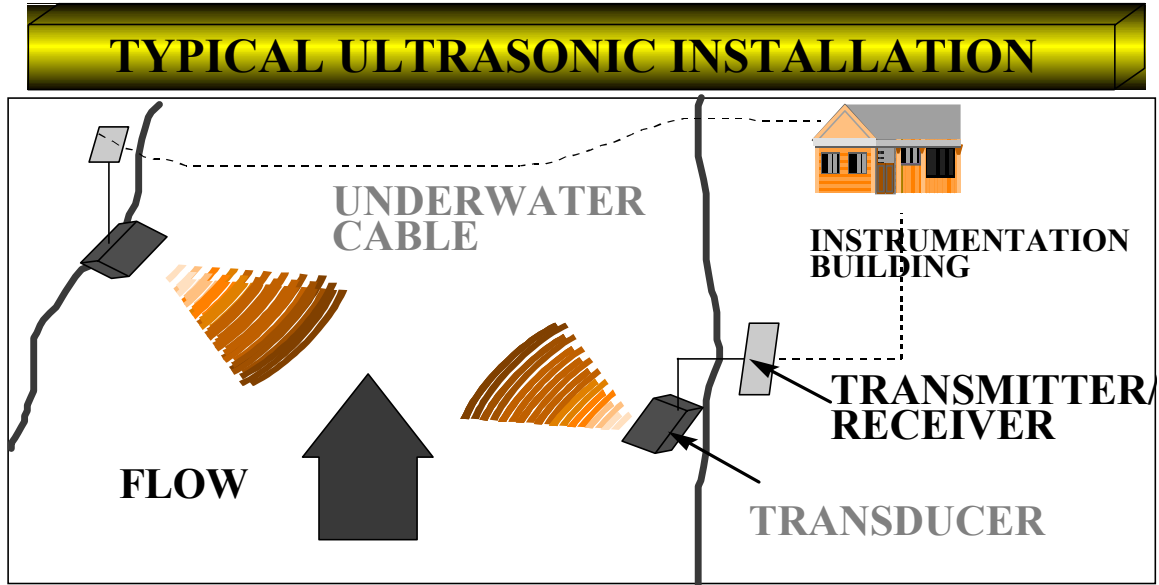 TYPICAL ULTRASONIC INSTALLATION
UNDERWATER
CABLE
INSTRUMENTATION
BUILDING
TRANSMITTER/
RECEIVER
FLOW
TRANSDUCER